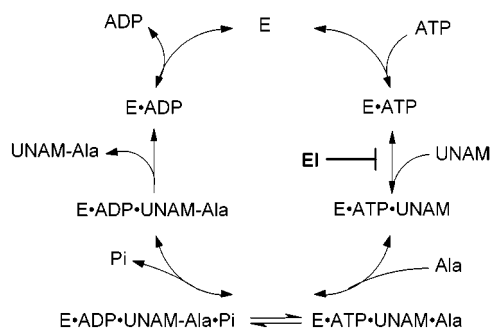 ADP E ATP
E•ADP E•ATP
UNAM-Ala EI UNAM
E•ADP•UNAM-Ala E•ATP•UNAM
Pi Ala
E•ADP•UNAM-Ala•Pi E•ATP•UNAM•Ala